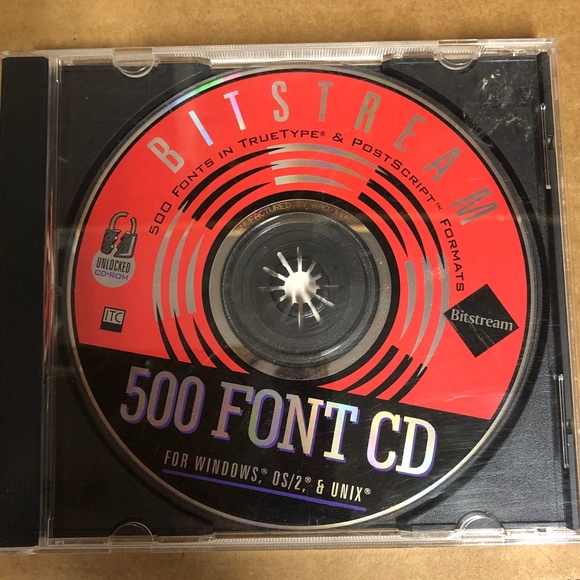 BITSTREAM
500 FONTS IN TRUETYPE® & POSTSCRIPT™ FORMATS
UNLOCKED
CD-ROM
ITC
Bitstream
500 FONT CD
FOR WINDOWS,® OS/2,® & UNIX®